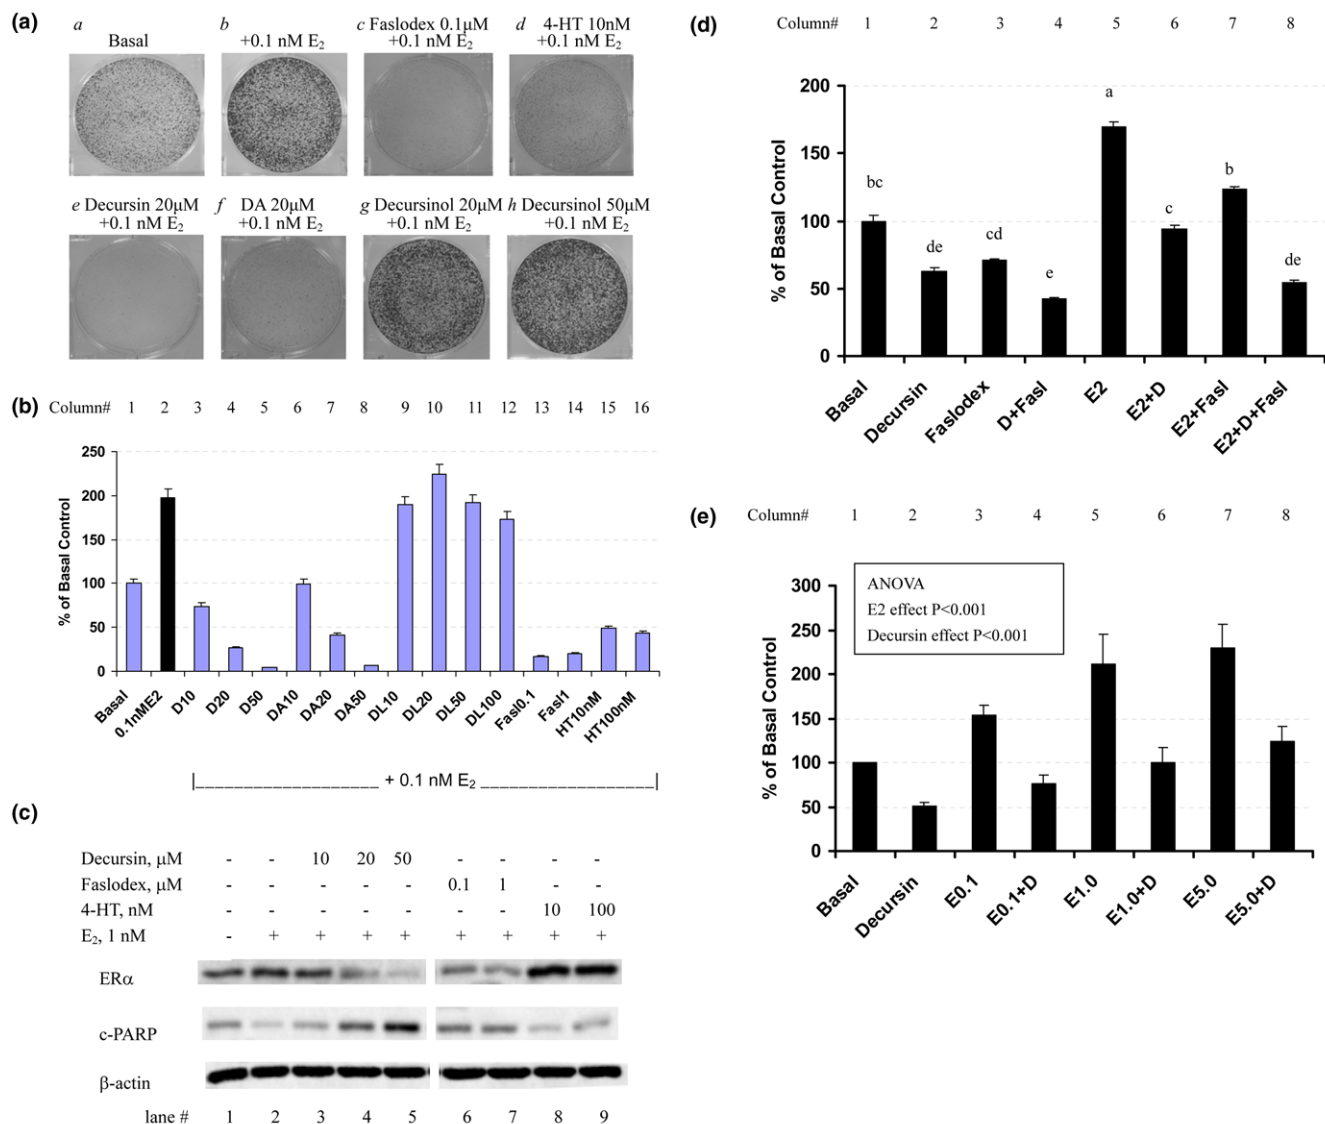 (a)
a Basal
b +0.1 nM E₂
c Faslodex 0.1μM +0.1 nM E₂
d 4-HT 10nM +0.1 nM E₂
e Decursin 20μM +0.1 nM E₂
f DA 20μM +0.1 nM E₂
g Decursinol 20μM +0.1 nM E₂
h Decursinol 50μM +0.1 nM E₂
(b)
Column# 1 2 3 4 5 6 7 8 9 10 11 12 13 14 15 16
% of Basal Control
250
200
150
100
50
0
Basal 0.1nME2 D10 D20 D50 DA10 DA20 DA50 DL10 DL20 DL50 DL100 Fasl0.1 Fasl1 HT10nM HT100nM
+ 0.1 nM E₂
(c)
Decursin, μM - - 10 20 50 - - - -
Faslodex, μM - - - - - 0.1 1 - -
4-HT, nM - - - - - - - 10 100
E₂, 1 nM - + + + + + + + +
ERα
c-PARP
β-actin
lane # 1 2 3 4 5 6 7 8 9
(d)
Column# 1 2 3 4 5 6 7 8
% of Basal Control
200
150
100
50
0
bc de cd e a c b de
Basal Decursin Faslodex D+Fasl E2 E2+D E2+Fasl E2+D+Fasl
(e)
Column# 1 2 3 4 5 6 7 8
% of Basal Control
300
250
200
150
100
50
0
ANOVA
E2 effect P<0.001
Decursin effect P<0.001
Basal Decursin E0.1 E0.1+D E1.0 E1.0+D E5.0 E5.0+D